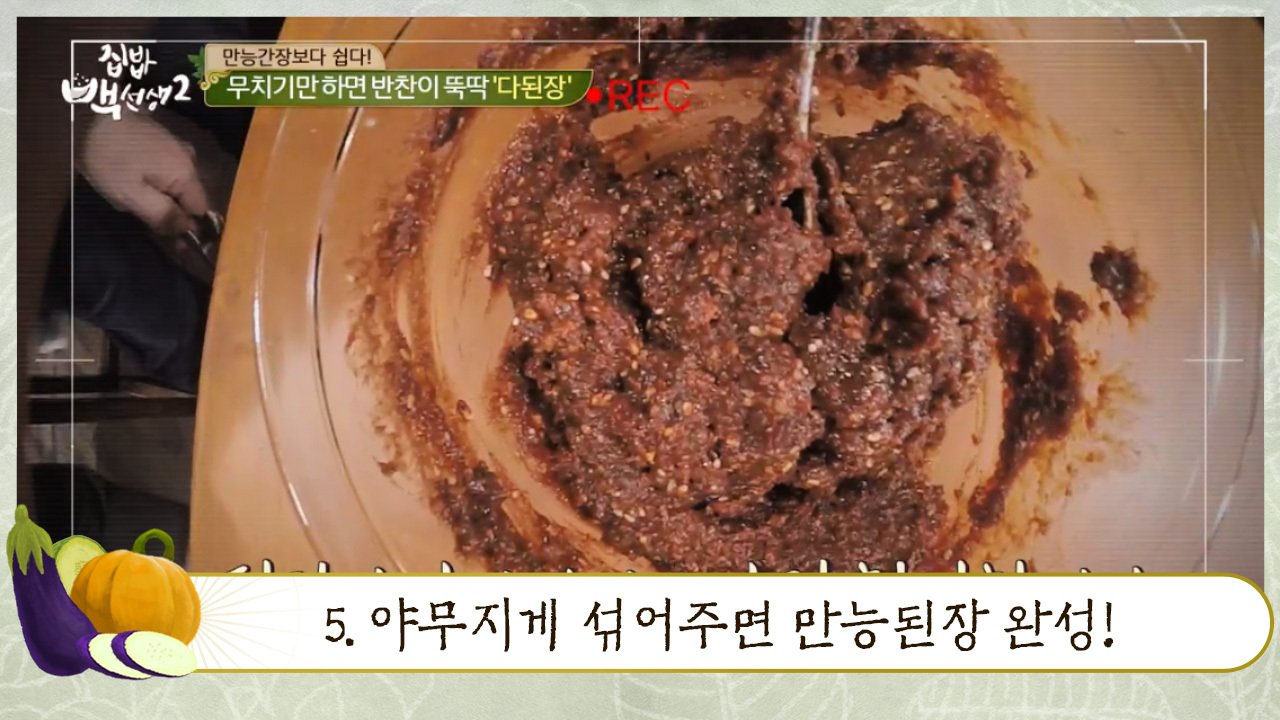 집밥
백선생2
만능간장보다 쉽다!
무치기만 하면 반찬이 뚝딱 '다된장'
REC
5. 야무지게 섞어주면 만능된장 완성!